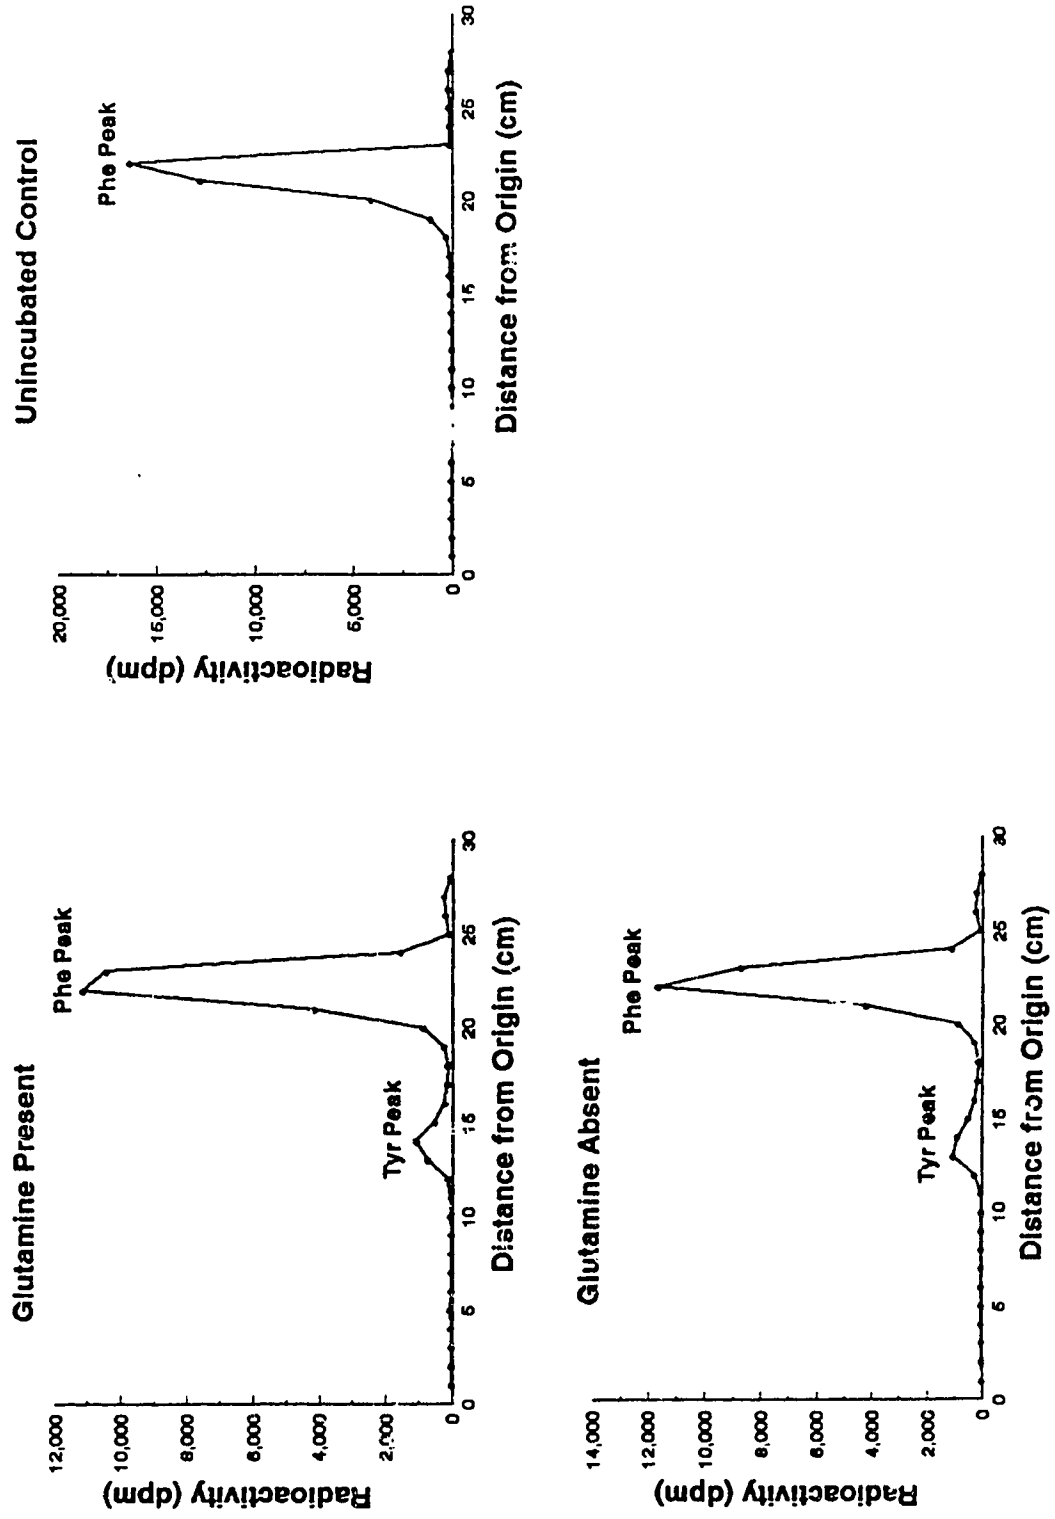 Glutamine Present
Radioactivity (dpm)
12,000
10,000
8,000
6,000
4,000
2,000
0
Tyr Peak
Phe Peak
0
5
10
15
20
25
30
Distance from Origin (cm)
Unincubated Control
Radioactivity (dpm)
20,000
15,000
10,000
5,000
0
Phe Peak
0
5
10
15
20
25
30
Distance from Origin (cm)
Glutamine Absent
Radioactivity (dpm)
14,000
12,000
10,000
8,000
6,000
4,000
2,000
0
Tyr Peak
Phe Peak
0
5
10
15
20
25
30
Distance from Origin (cm)